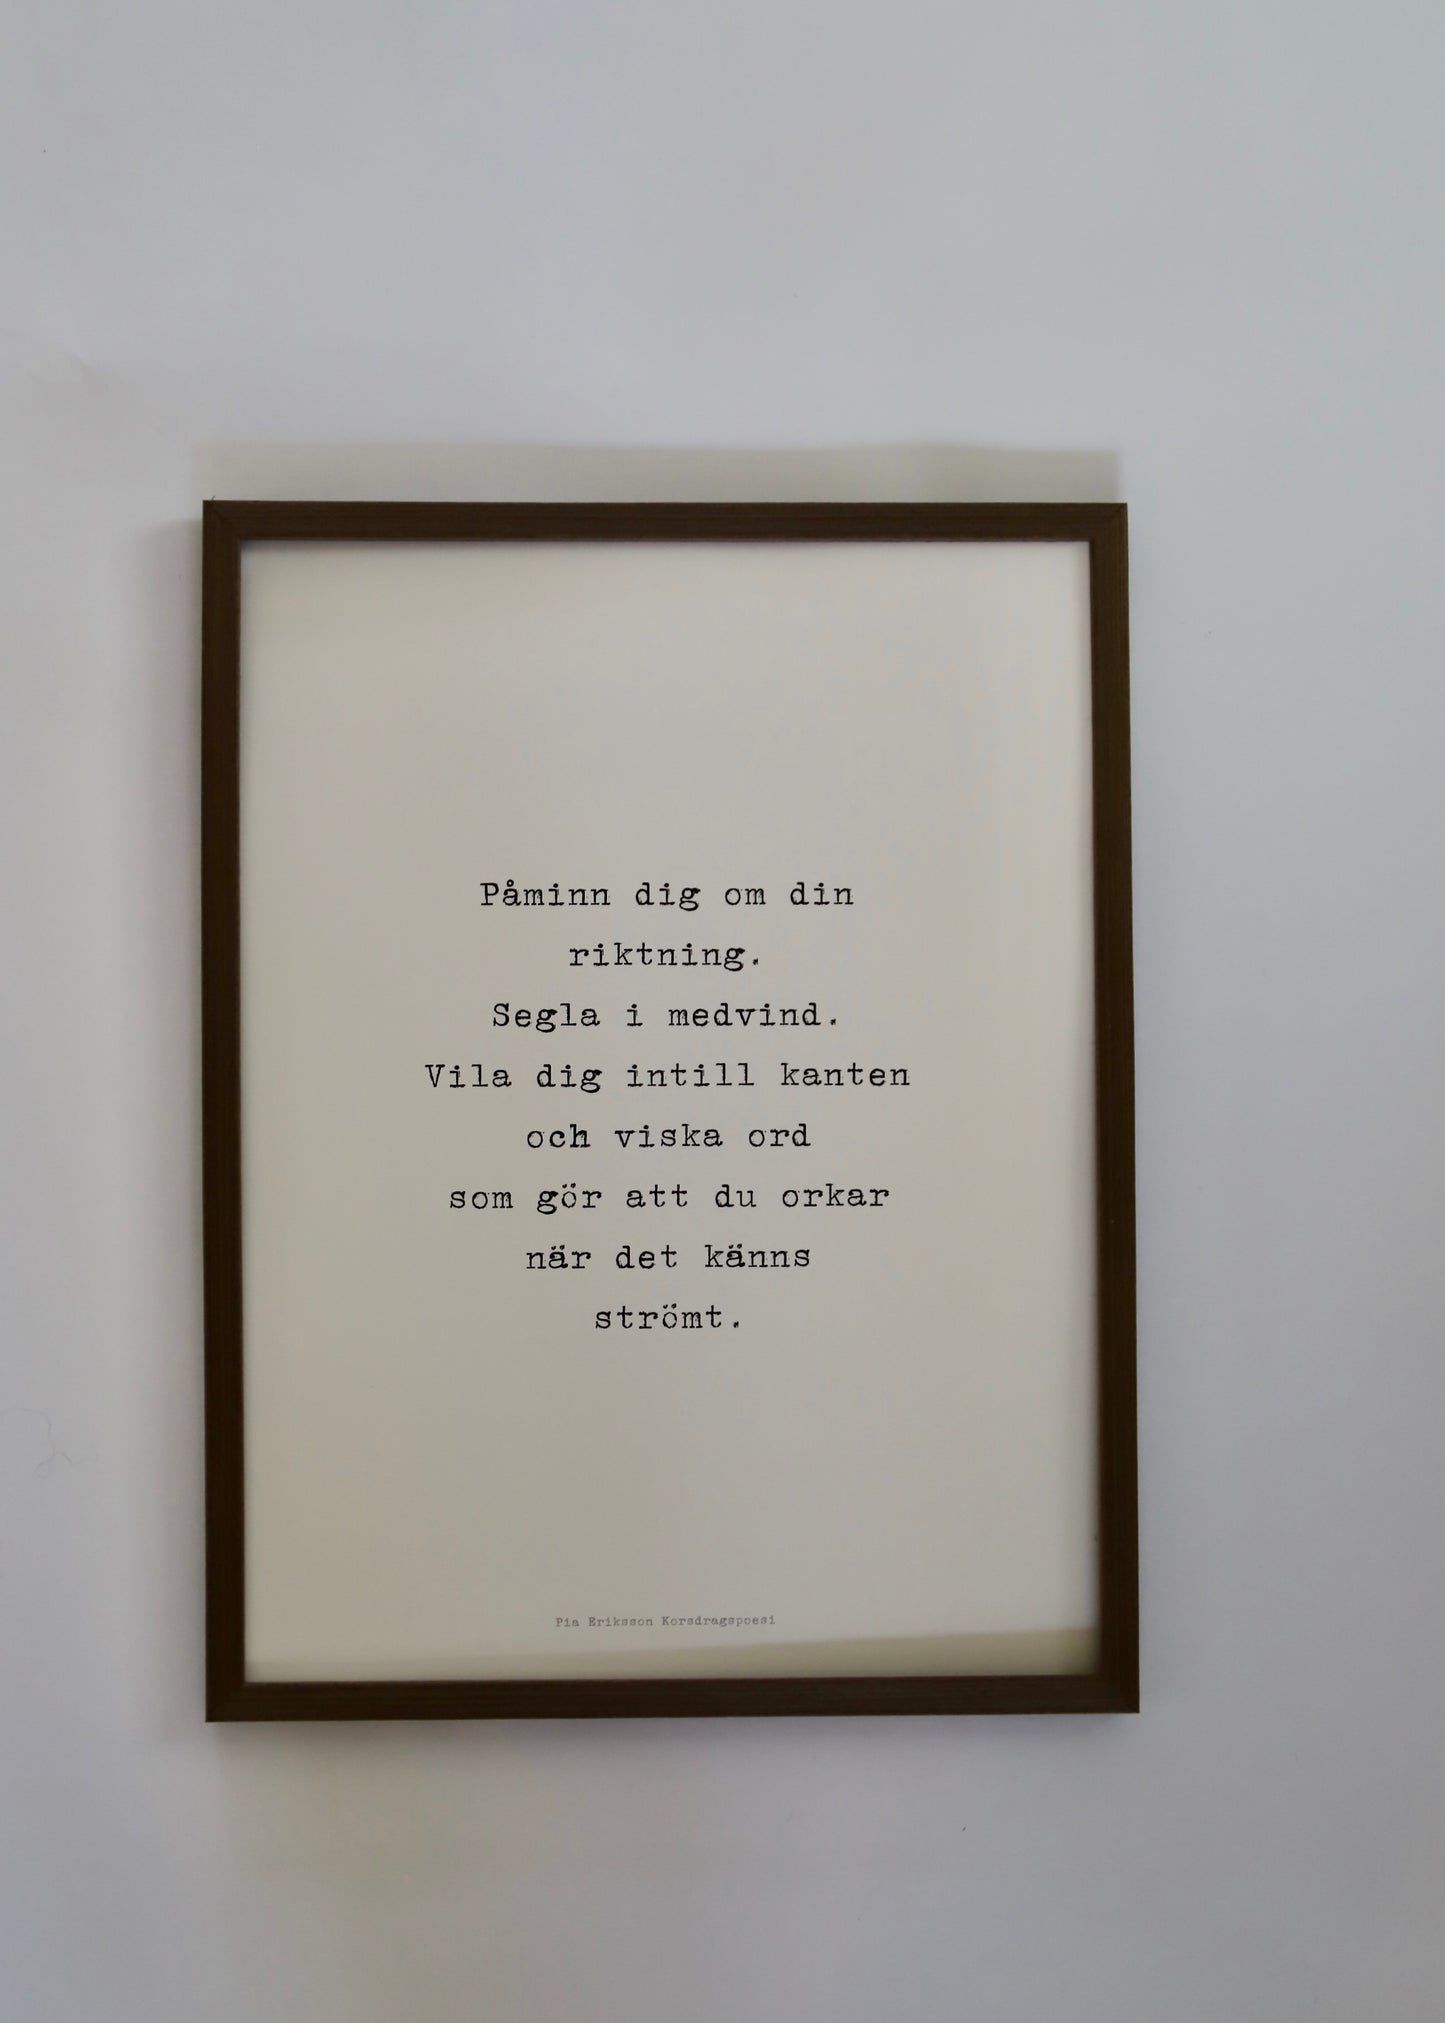 Påminn dig om din
riktning.
Segla i medvind.
Vila dig intill kanten
och viska ord
som gör att du orkar
när det känns
strömt.
Pia Eriksson Korsdragspoesi